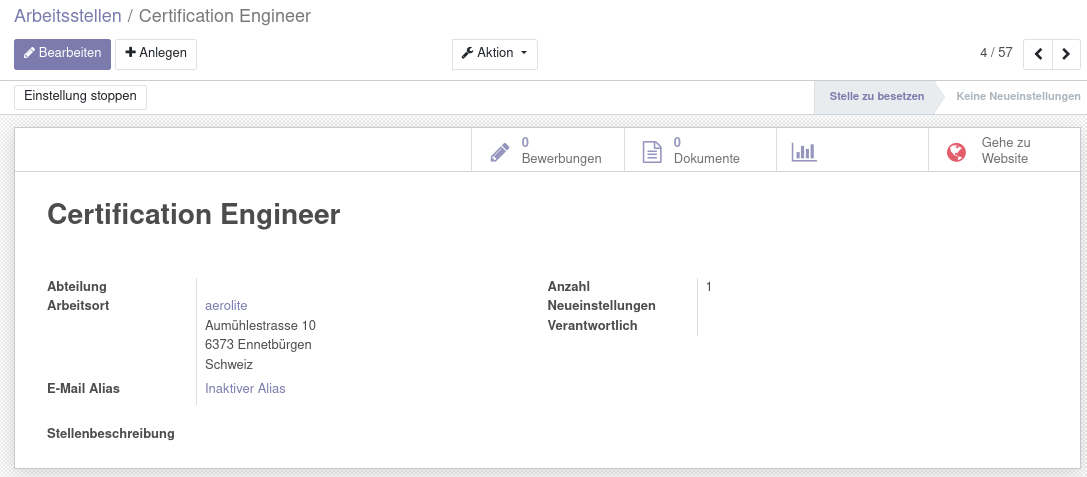 Arbeitsstellen / Certification Engineer
Bearbeiten
Anlegen
Aktion
4 / 57
Einstellung stoppen
Stelle zu besetzen
Keine Neueinstellungen
0
Bewerbungen
0
Dokumente
Gehe zu
Website
Certification Engineer
Abteilung
Arbeitsort
aerolite
Aumühlestrasse 10
6373 Ennetbürgen
Schweiz
E-Mail Alias
Inaktiver Alias
Anzahl
Neueinstellungen
1
Verantwortlich
Stellenbeschreibung